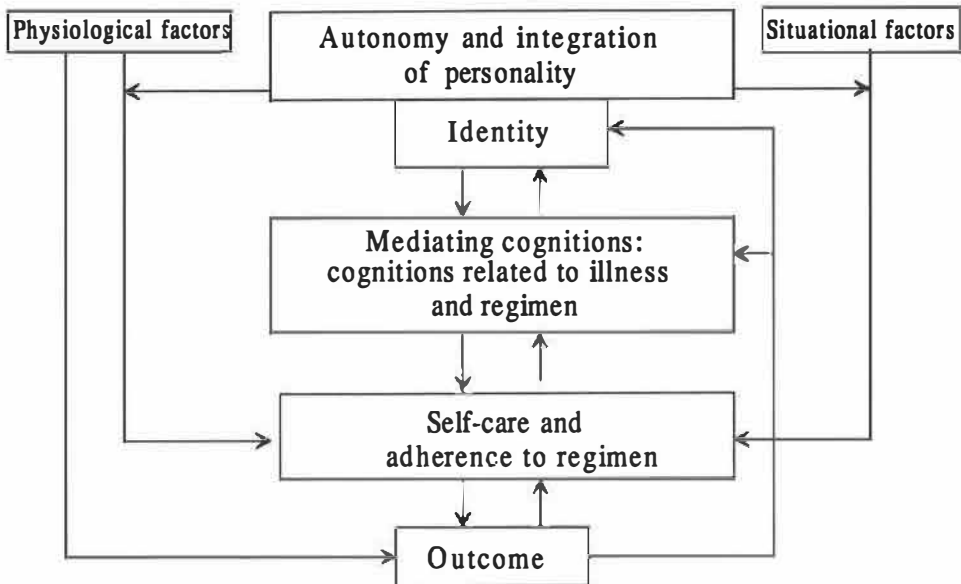 Physiological factors
Autonomy and integration
of personality
Situational factors
Identity
Mediating cognitions:
cognitions related to illness
and regimen
Self-care and
adherence to regimen
Outcome